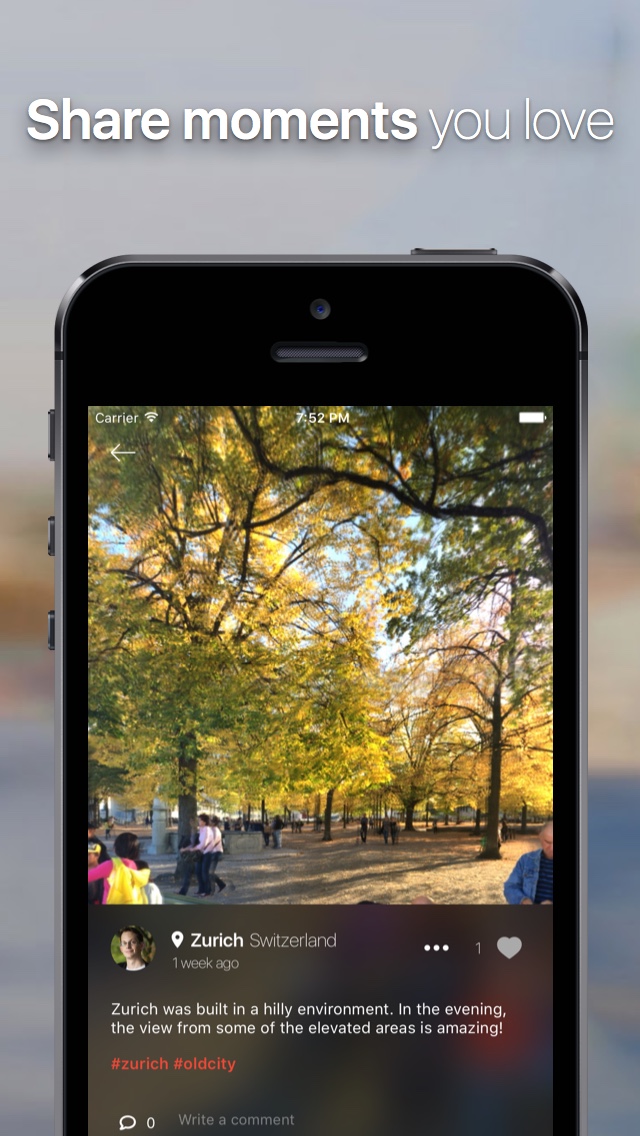 Share moments you love
Carrier 7:52 PM
Zurich Switzerland
1 week ago
1
Zurich was built in a hilly environment. In the evening,
the view from some of the elevated areas is amazing!
#zurich #oldcity
0 Write a comment